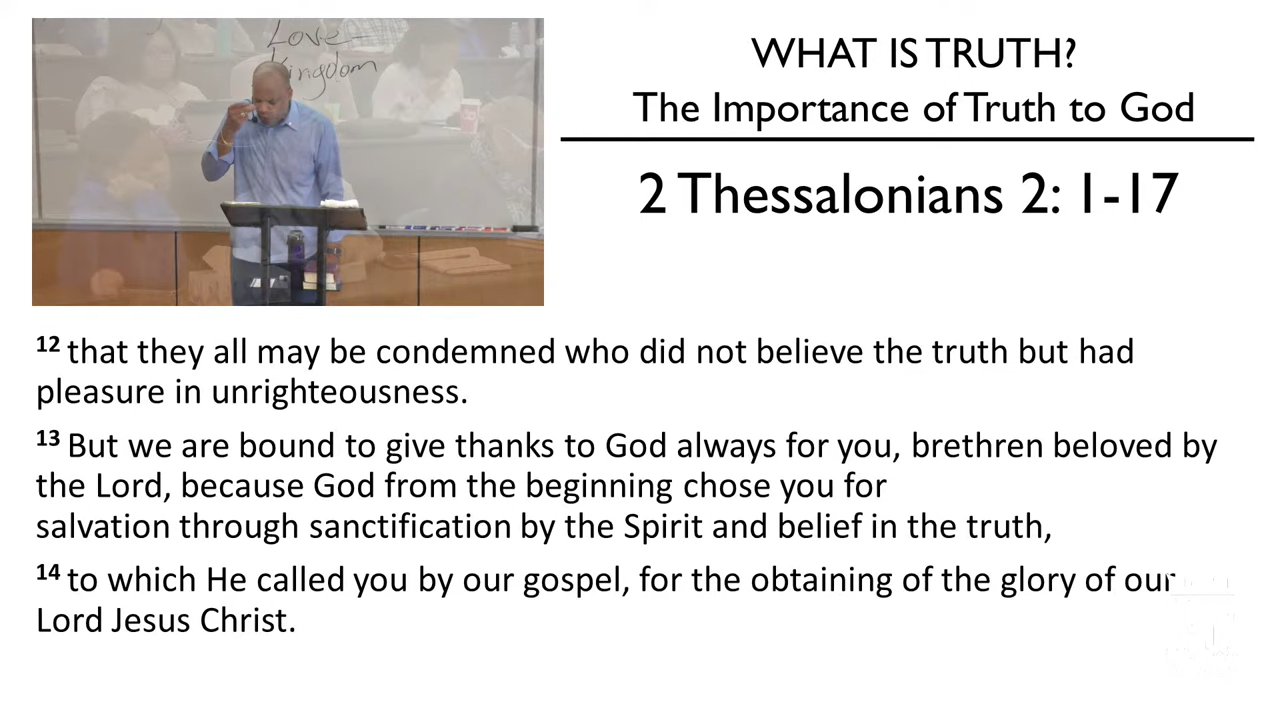 Love
Kingdom
WHAT IS TRUTH?
The Importance of Truth to God
2 Thessalonians 2: 1-17
12 that they all may be condemned who did not believe the truth but had
pleasure in unrighteousness.
13 But we are bound to give thanks to God always for you, brethren beloved by
the Lord, because God from the beginning chose you for
salvation through sanctification by the Spirit and belief in the truth,
14 to which He called you by our gospel, for the obtaining of the glory of our
Lord Jesus Christ.